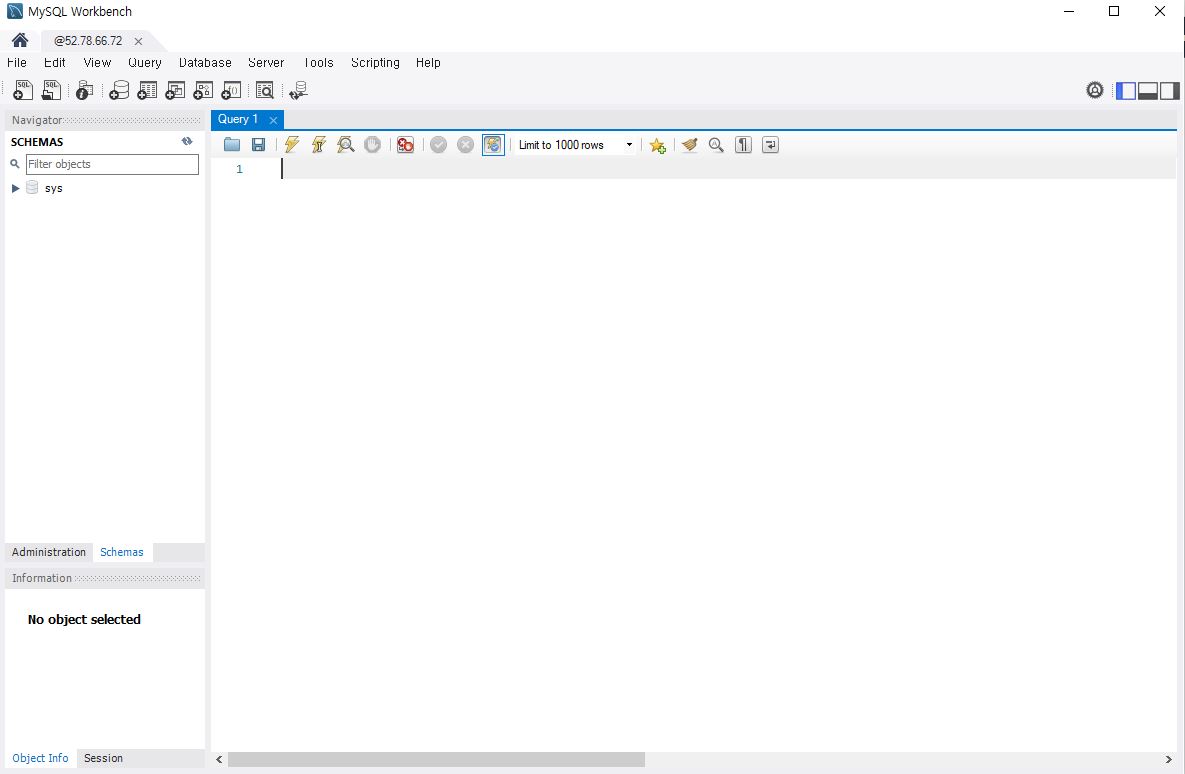 MySQL Workbench
@52.78.66.72
File Edit View Query Database Server Tools Scripting Help
Navigator
Query 1
SCHEMAS
Limit to 1000 rows
Filter objects
1
sys
Administration Schemas
Information
No object selected
Object Info Session